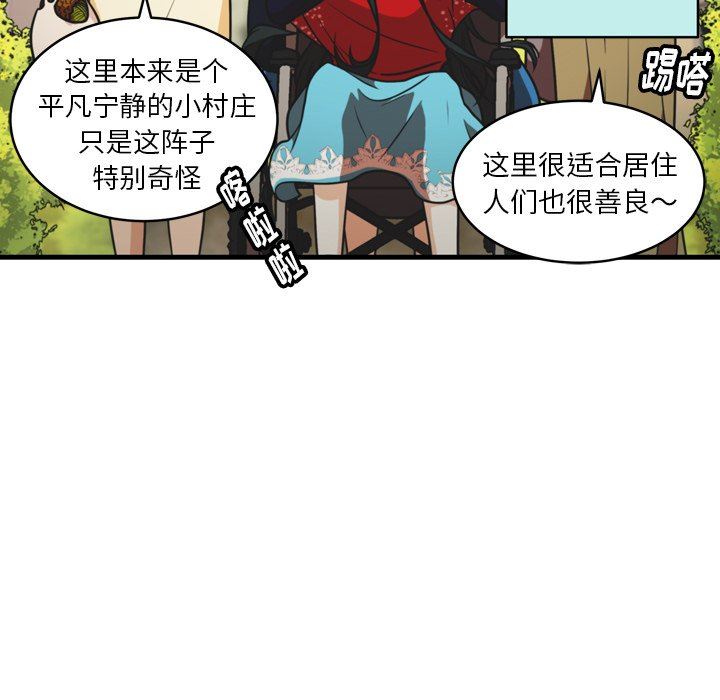 这里本来是个
平凡宁静的小村庄
只是这阵子
特别奇怪
喀啦啦
踢嗒
这里很适合居住
人们也很善良～